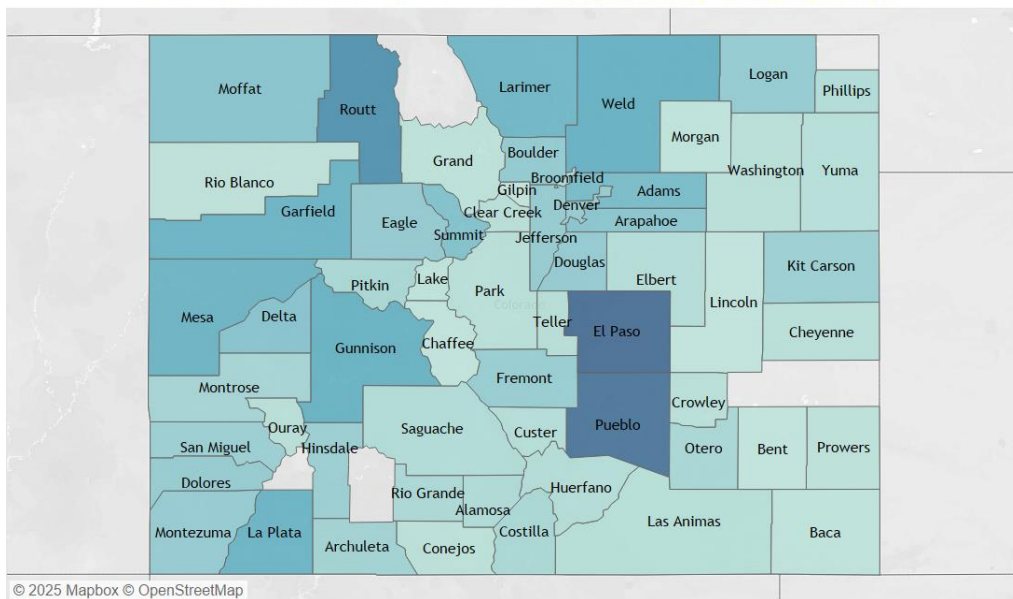 Moffat
Routt
Larimer
Weld
Logan
Phillips
Morgan
Grand
Boulder
Washington
Yuma
Rio Blanco
Broomfield
Gilpin
Adams
Garfield
Clear Creek
Denver
Eagle
Arapahoe
Summit
Jefferson
Douglas
Kit Carson
Elbert
Lake
Pitkin
Park
Lincoln
Colorado
Mesa
Delta
Teller
El Paso
Cheyenne
Gunnison
Chaffee
Fremont
Montrose
Crowley
Ouray
Saguache
Custer
Pueblo
San Miguel
Hinsdale
Otero
Bent
Prowers
Dolores
Huerfano
Rio Grande
Alamosa
Las Animas
Montezuma
La Plata
Costilla
Baca
Archuleta
Conejos
© 2025 Mapbox © OpenStreetMap